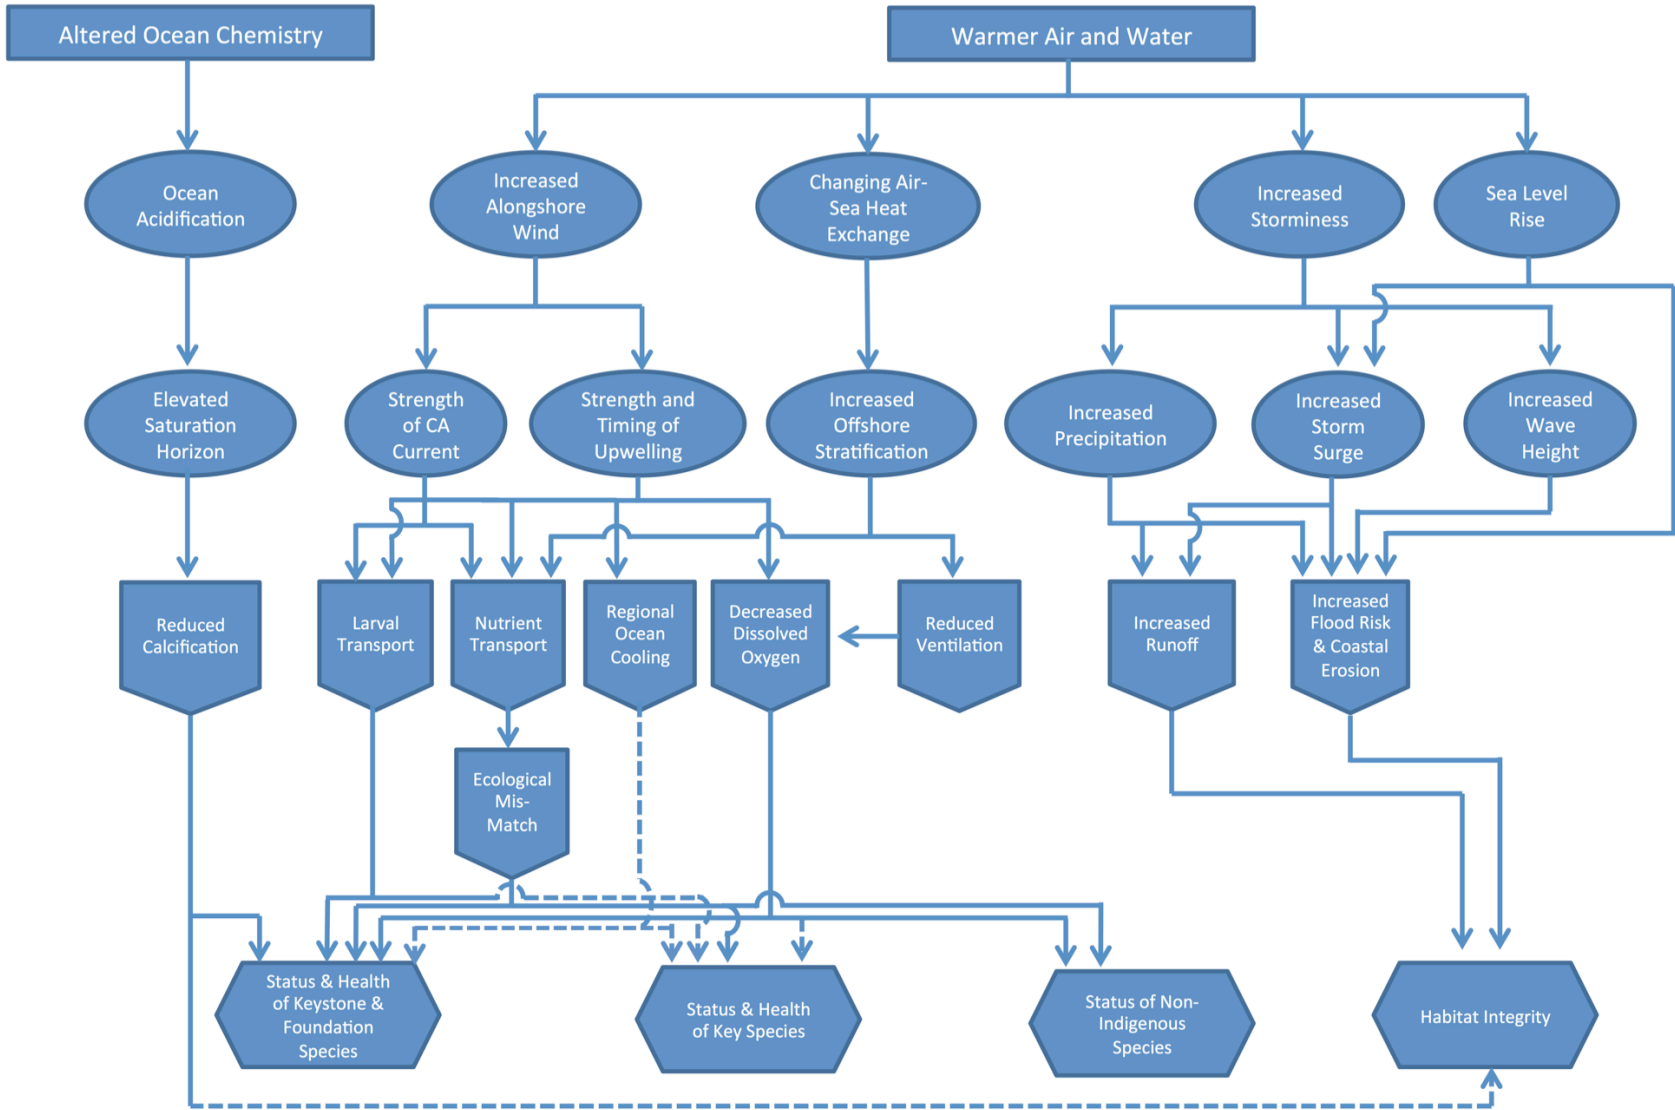 Altered Ocean Chemistry
Warmer Air and Water
Ocean
Acidification
Increased
Alongshore
Wind
Changing Air-
Sea Heat
Exchange
Increased
Storminess
Sea Level
Rise
Elevated
Saturation
Horizon
Strength
of CA
Current
Strength and
Timing of
Upwelling
Increased
Offshore
Stratification
Increased
Precipitation
Increased
Storm
Surge
Increased
Wave
Height
Reduced
Calcification
Larval
Transport
Nutrient
Transport
Regional
Ocean
Cooling
Decreased
Dissolved
Oxygen
Reduced
Ventilation
Increased
Runoff
Increased
Flood Risk
& Coastal
Erosion
Ecological
Mis-
Match
Status & Health
of Keystone &
Foundation
Species
Status & Health
of Key Species
Status of Non-
Indigenous
Species
Habitat Integrity